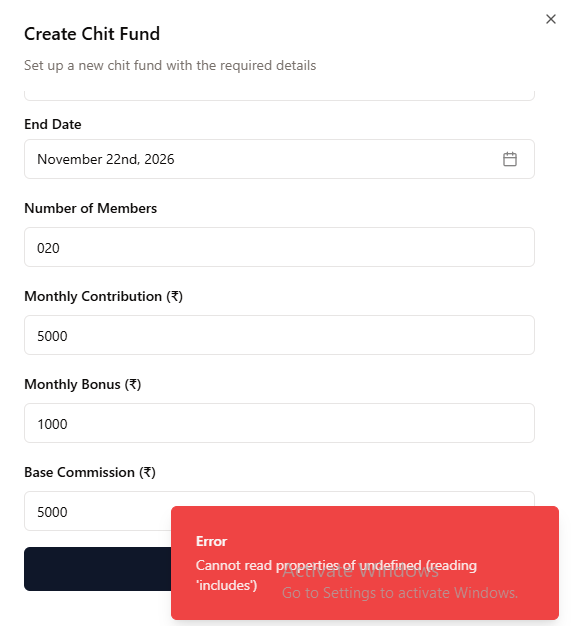 Create Chit Fund
Set up a new chit fund with the required details
End Date
November 22nd, 2026
Number of Members
020
Monthly Contribution (₹)
5000
Monthly Bonus (₹)
1000
Base Commission (₹)
5000
Error
Cannot read properties of undefined (reading
'includes')
Activate Windows
Go to Settings to activate Windows.